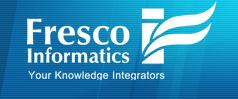 Fresco
Informatics
Your Knowledge Integrators